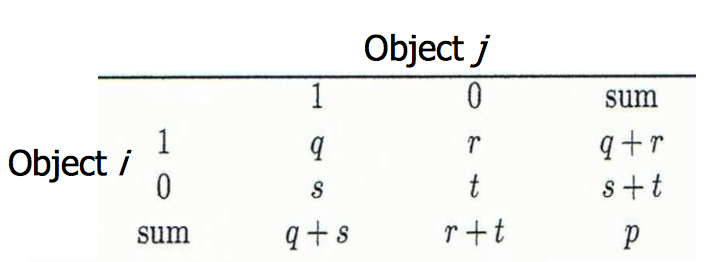 Object j
1 0 sum
Object i
1 q r q + r
0 s t s + t
sum q + s r + t p